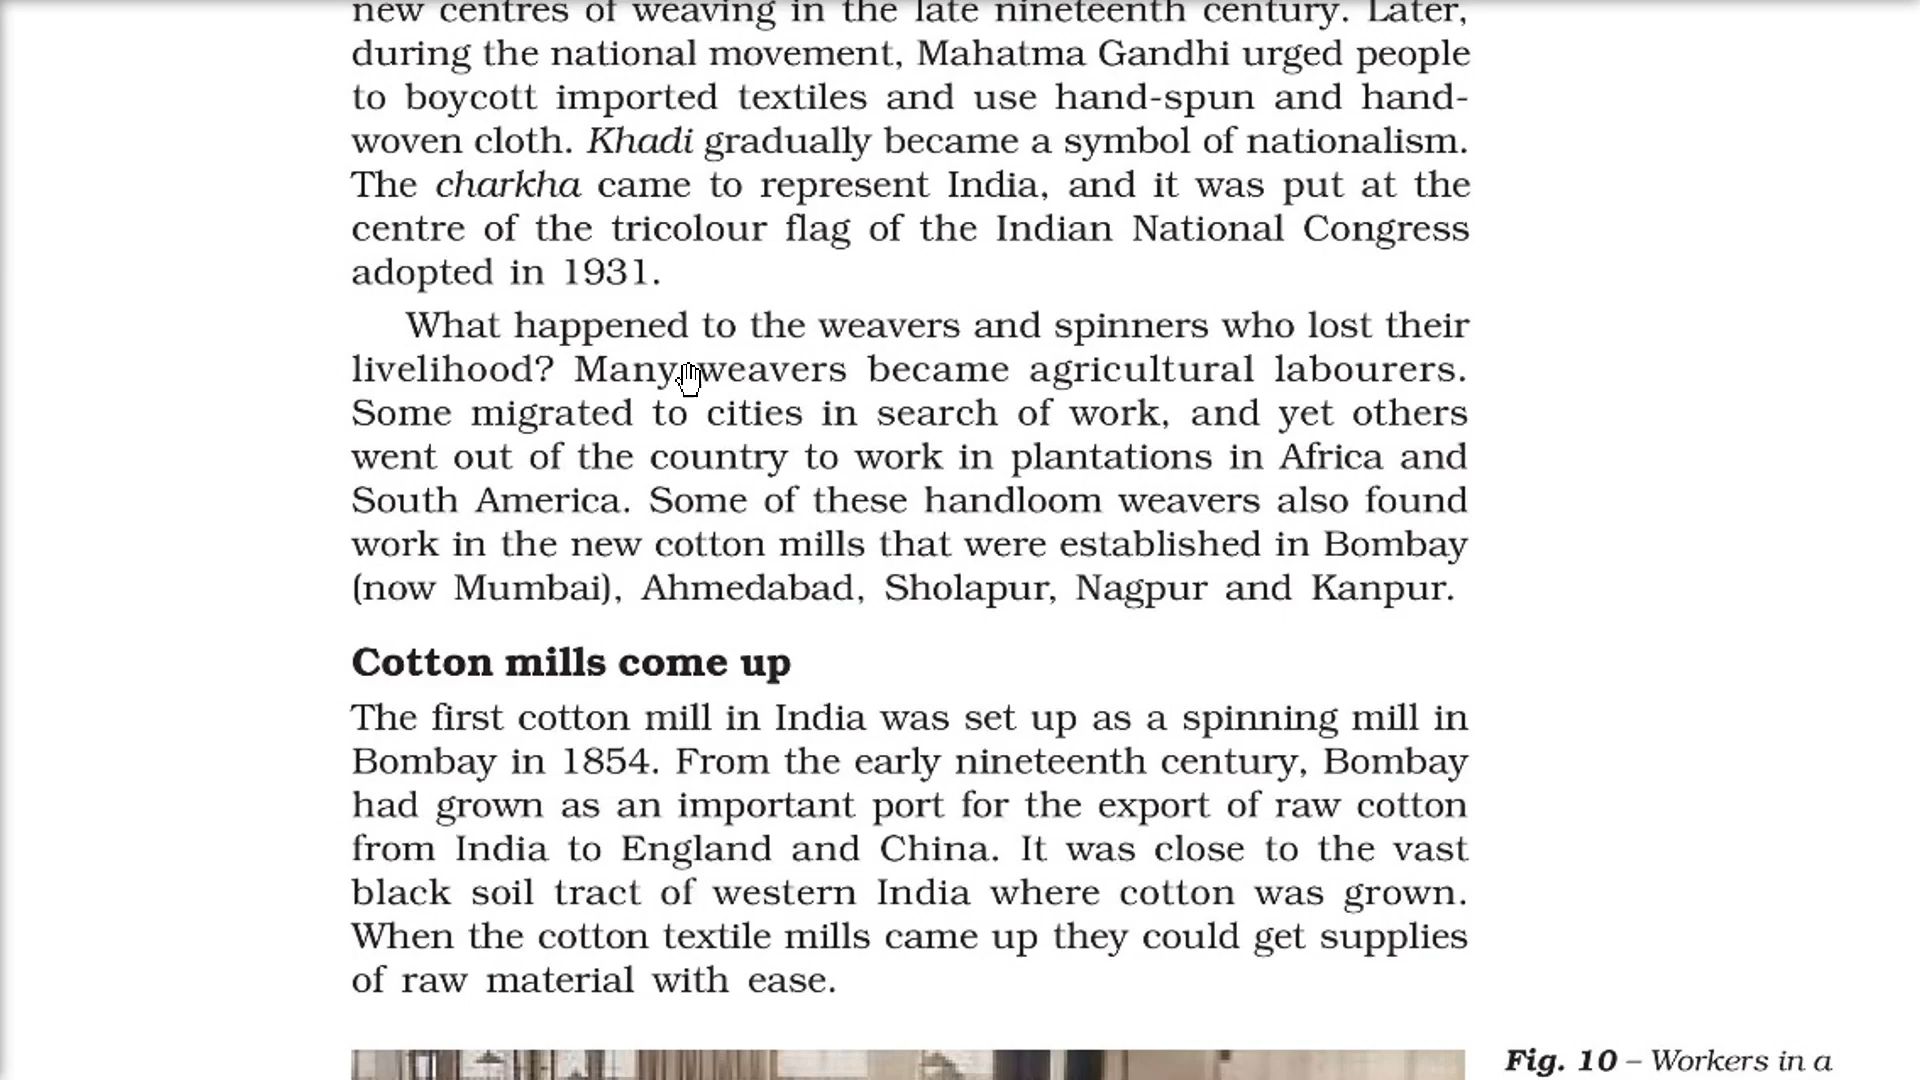 new centres of weaving in the late nineteenth century. Later,
during the national movement, Mahatma Gandhi urged people
to boycott imported textiles and use hand-spun and hand-
woven cloth. Khadi gradually became a symbol of nationalism.
The charkha came to represent India, and it was put at the
centre of the tricolour flag of the Indian National Congress
adopted in 1931.
What happened to the weavers and spinners who lost their
livelihood? Many weavers became agricultural labourers.
Some migrated to cities in search of work, and yet others
went out of the country to work in plantations in Africa and
South America. Some of these handloom weavers also found
work in the new cotton mills that were established in Bombay
(now Mumbai), Ahmedabad, Sholapur, Nagpur and Kanpur.
Cotton mills come up
The first cotton mill in India was set up as a spinning mill in
Bombay in 1854. From the early nineteenth century, Bombay
had grown as an important port for the export of raw cotton
from India to England and China. It was close to the vast
black soil tract of western India where cotton was grown.
When the cotton textile mills came up they could get supplies
of raw material with ease.
Fig. 10 – Workers in a